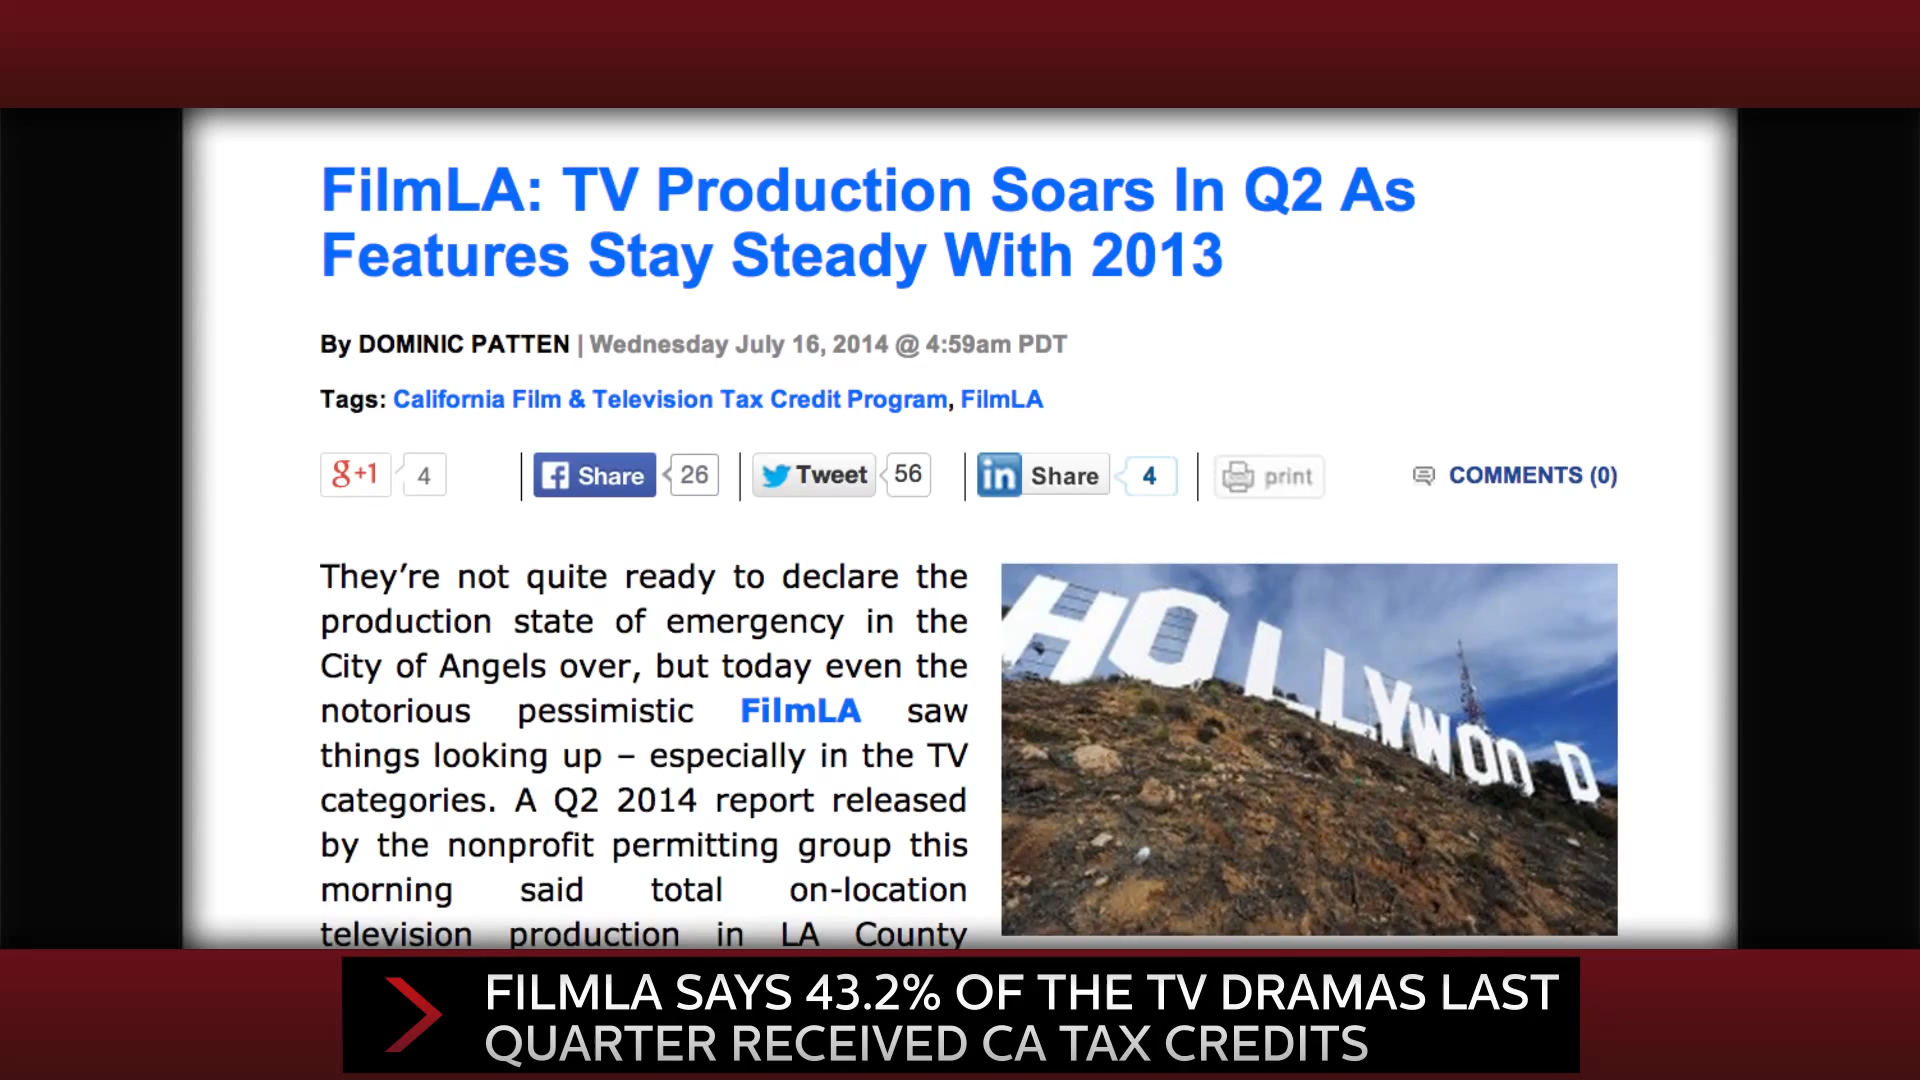 FilmLA: TV Production Soars In Q2 As
Features Stay Steady With 2013
By DOMINIC PATTEN | Wednesday July 16, 2014 @ 4:59am PDT
Tags: California Film & Television Tax Credit Program, FilmLA
g+1 4 Share 26 Tweet 56 in Share 4 print COMMENTS (0)
They're not quite ready to declare the
production state of emergency in the
City of Angels over, but today even the
notorious pessimistic FilmLA saw
things looking up – especially in the TV
categories. A Q2 2014 report released
by the nonprofit permitting group this
morning said total on-location
television production in LA County
HOLLYWOOD
FILMLA SAYS 43.2% OF THE TV DRAMAS LAST
QUARTER RECEIVED CA TAX CREDITS